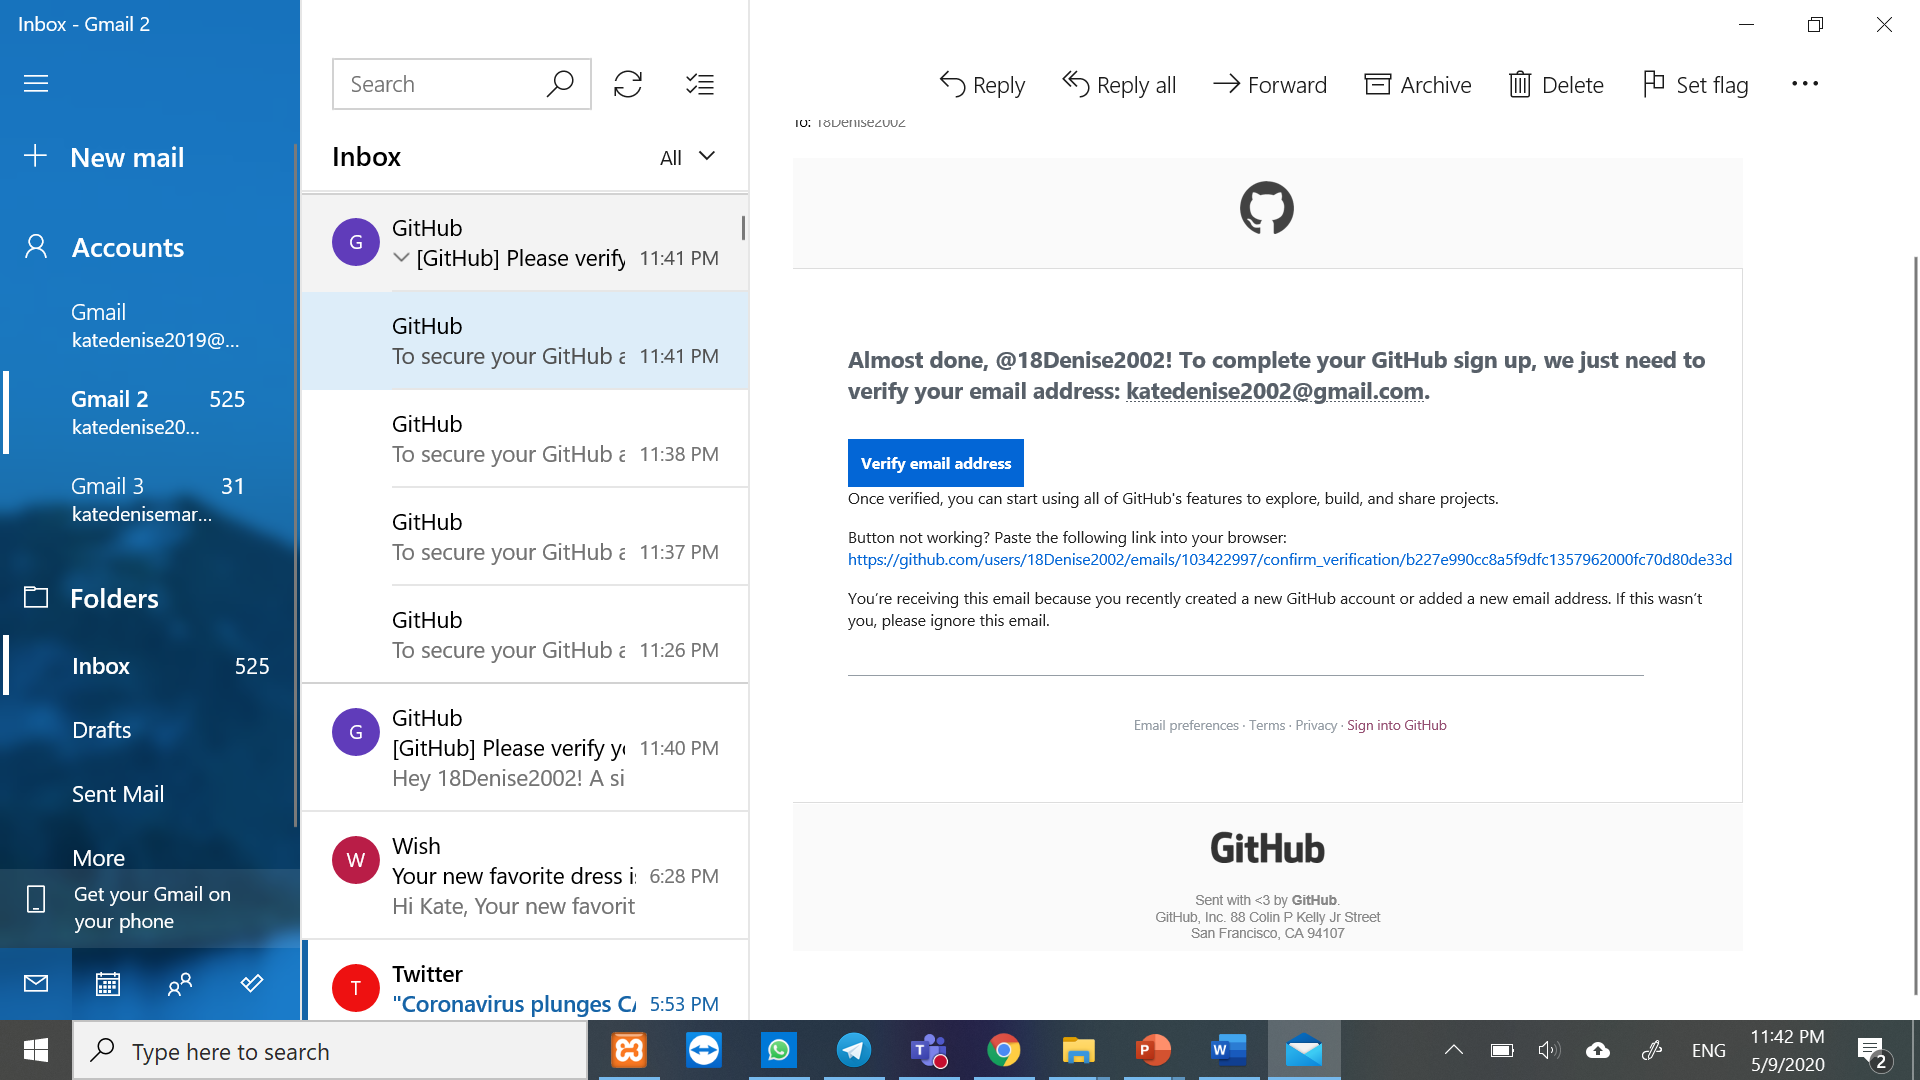 Inbox - Gmail 2
New mail
Accounts
Gmail
katedenise2019@...
Gmail 2 525
katedenise20...
Gmail 3 31
katedenisemar...
Folders
Inbox 525
Drafts
Sent Mail
More
Get your Gmail on
your phone
Search
Inbox All
G GitHub
[GitHub] Please verify 11:41 PM
GitHub
To secure your GitHub a 11:41 PM
GitHub
To secure your GitHub a 11:38 PM
GitHub
To secure your GitHub a 11:37 PM
GitHub
To secure your GitHub a 11:26 PM
G GitHub
[GitHub] Please verify yo 11:40 PM
Hey 18Denise2002! A si
W Wish
Your new favorite dress is 6:28 PM
Hi Kate, Your new favorit
T Twitter
"Coronavirus plunges CA 5:53 PM
Reply Reply all Forward Archive Delete Set flag
To: 18Denise2002
Almost done, @18Denise2002! To complete your GitHub sign up, we just need to
verify your email address: katedenise2002@gmail.com.
Verify email address
Once verified, you can start using all of GitHub's features to explore, build, and share projects.
Button not working? Paste the following link into your browser:
https://github.com/users/18Denise2002/emails/103422997/confirm_verification/b227e990cc8a5f9dfc1357962000fc70d80de33d
You’re receiving this email because you recently created a new GitHub account or added a new email address. If this wasn’t
you, please ignore this email.
Email preferences · Terms · Privacy · Sign into GitHub
GitHub
Sent with <3 by GitHub.
GitHub, Inc. 88 Colin P Kelly Jr Street
San Francisco, CA 94107
Type here to search
T
P
W
ENG
11:42 PM
5/9/2020
2